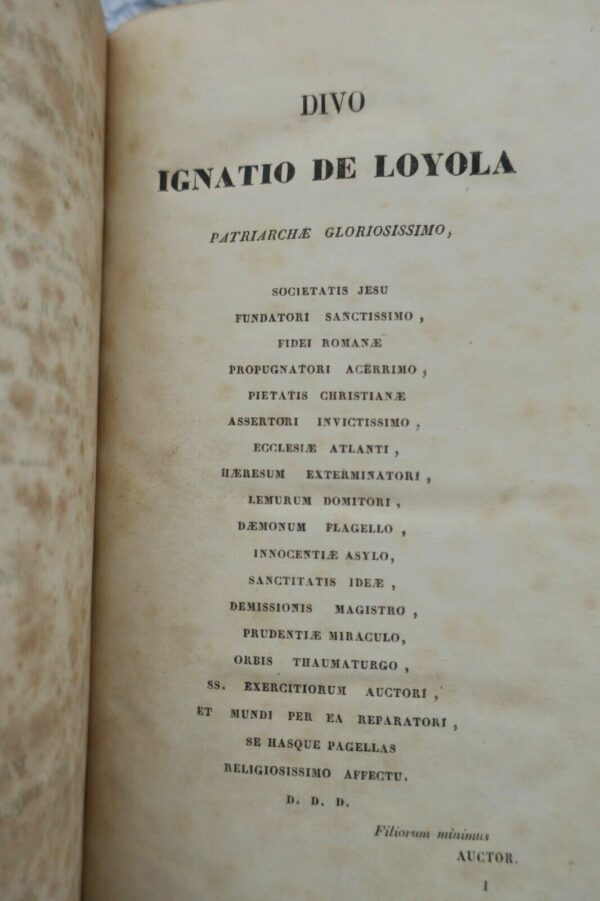 DIVO
IGNATIO DE LOYOLA
PATRIARCHÆ GLORIOSISSIMO,
SOCIETATIS JESU
FUNDATORI SANCTISSIMO,
FIDEI ROMANÆ
PROPUGNATORI ACERRIMO,
PIETATIS CHRISTIANÆ
ASSERTORI INVICTISSIMO,
ECCLESIÆ ATLANTI,
HÆRESUM EXTERMINATORI,
LEMURUM DOMITORI,
DÆMONUM FLAGELLO,
INNOCENTIÆ ASYLO,
SANCTITATIS IDEÆ,
DEMISSIONIS MAGISTRO,
PRUDENTIÆ MIRACULO,
ORBIS THAUMATURGO,
SS. EXERCITIORUM AUCTORI,
ET MUNDI PER EA REPARATORI,
SE HASQUE PAGELLAS
RELIGIOSISSIMO AFFECTU.
D. D. D.
Filiorum minimus
AUCTOR.
1